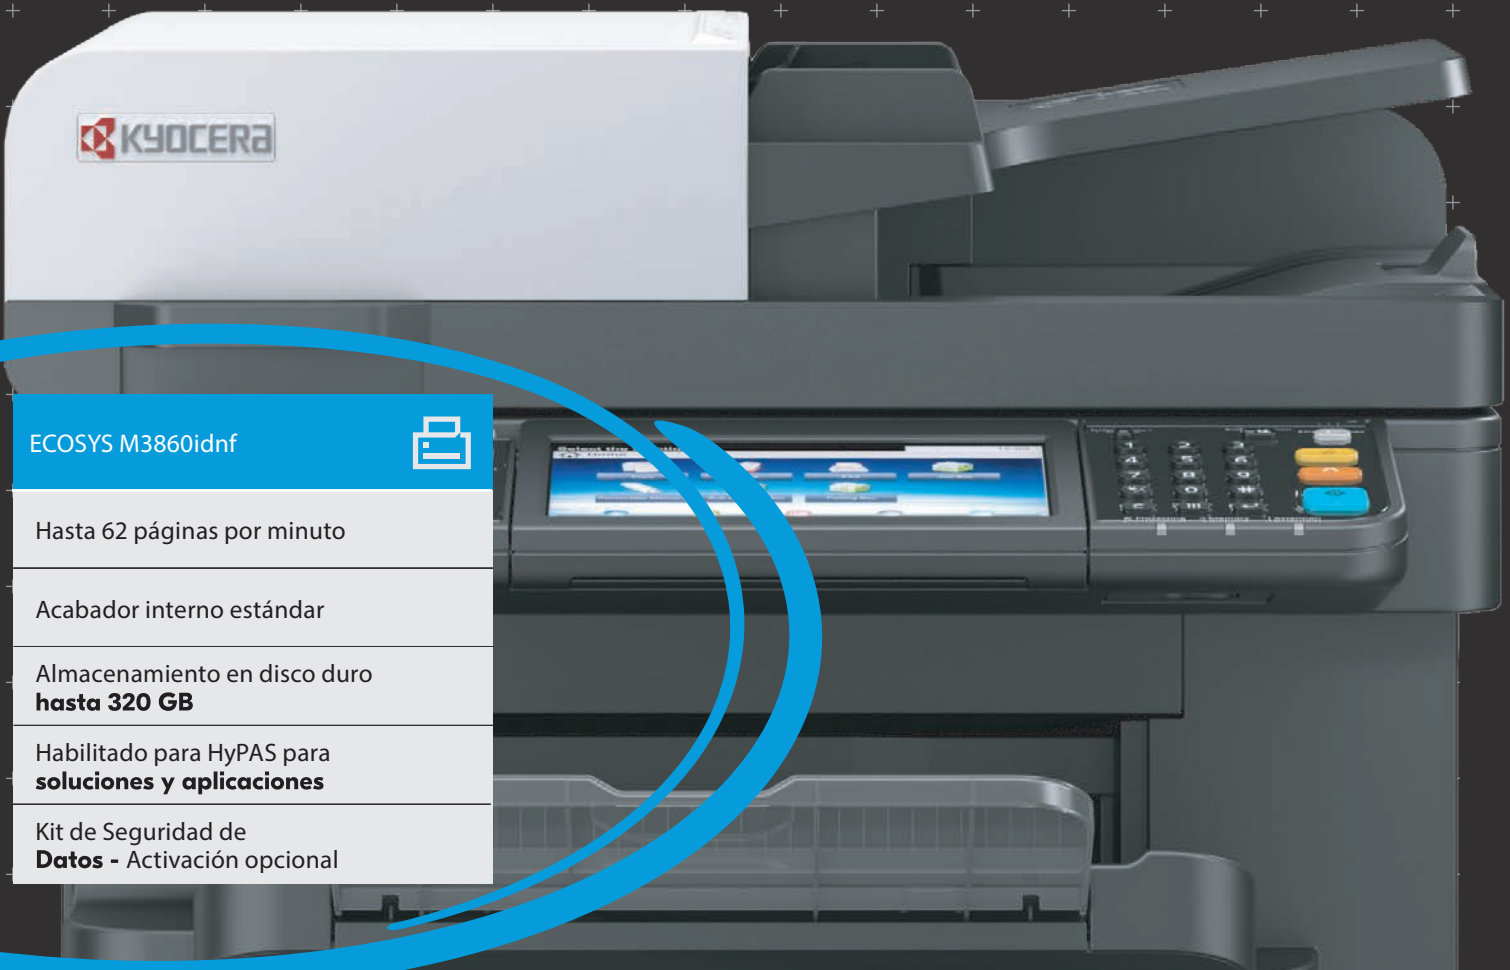 KYOCERA
ECOSYS M3860idnf
Hasta 62 páginas por minuto
Acabador interno estándar
Almacenamiento en disco duro
hasta 320 GB
Habilitado para HyPAS para
soluciones y aplicaciones
Kit de Seguridad de
Datos - Activación opcional